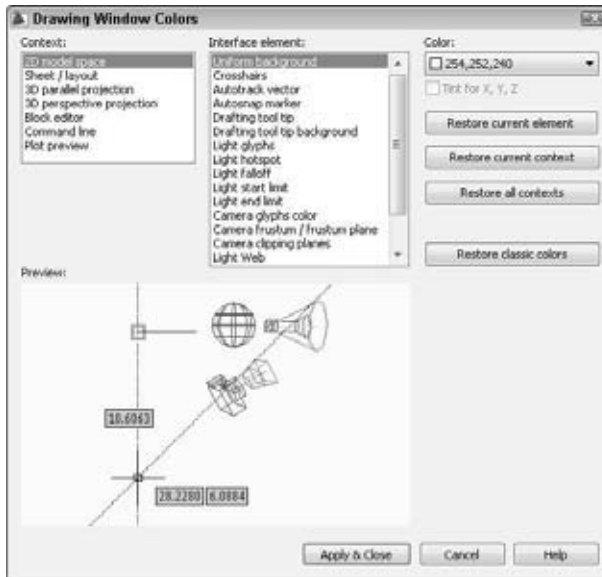 Drawing Window Colors
Context:
2D model space
Sheet / layout
3D parallel projection
3D perspective projection
Block editor
Command line
Plot preview
Interface element:
Uniform background
Crosshairs
Autotrack vector
Autosnap marker
Drafting tool tip
Drafting tool tip background
Light glyphs
Light hotspot
Light falloff
Light start limit
Light end limit
Camera glyphs color
Camera frustum / frustum plane
Camera clipping planes
Light Web
Color:
254,252,240
Tint for X, Y, Z
Restore current element
Restore current context
Restore all contexts
Restore classic colors
Preview:
10.6063
28.2280 6.0884
Apply & Close
Cancel
Help